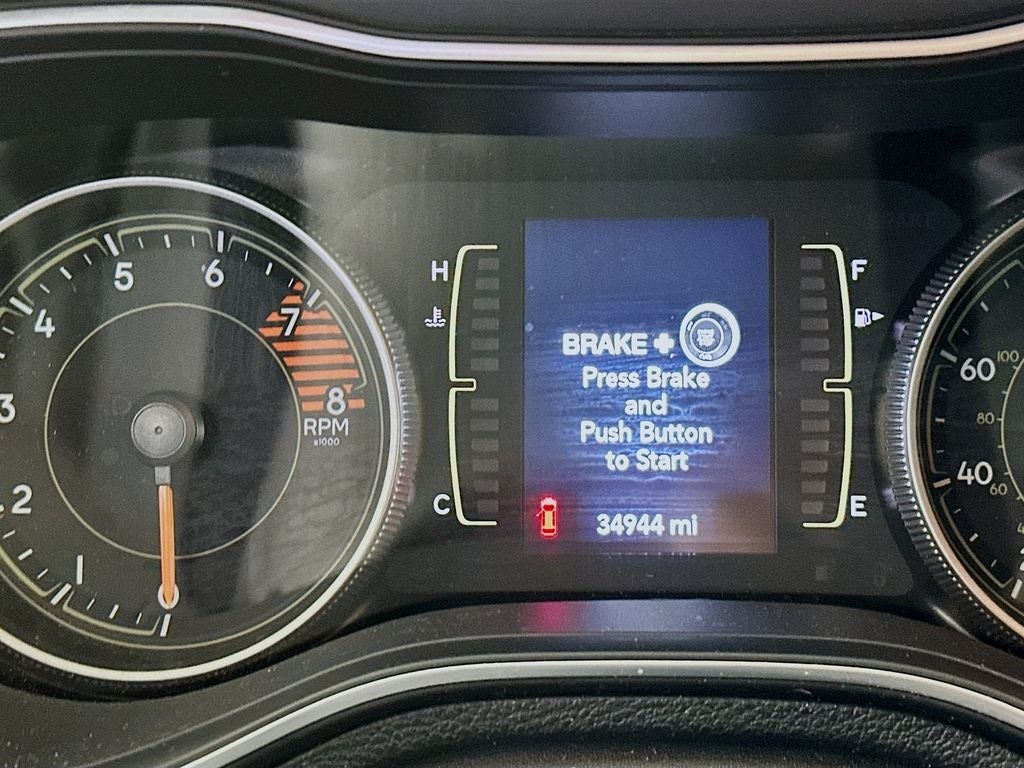 5
6
4
7
3
8
RPM
x1000
2
1
0
H
C
BRAKE +
Press Brake
and
Push Button
to Start
34944 mi
F
E
60
100
80
40
60